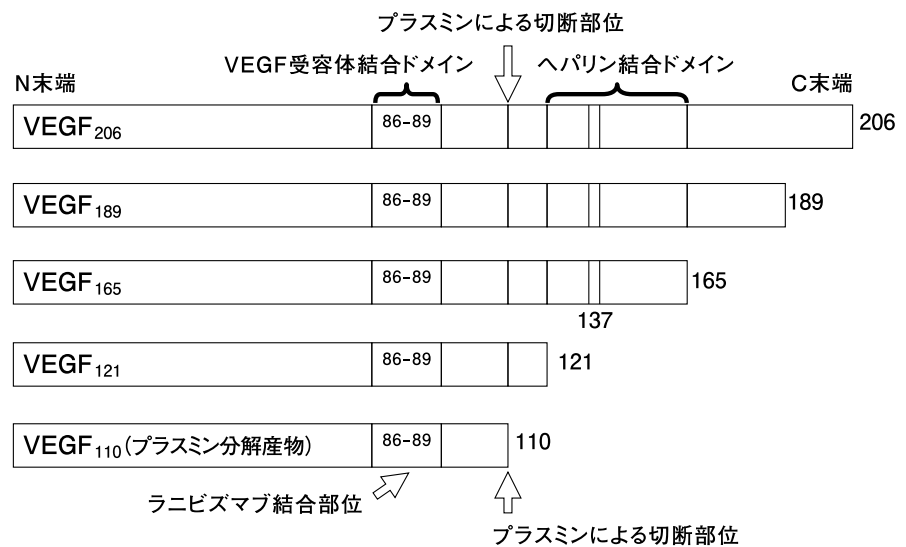 プラスミンによる切断部位
VEGF受容体結合ドメイン
ヘパリン結合ドメイン
N末端
C末端
VEGF206
86-89
206
VEGF189
86-89
189
VEGF165
86-89
165
137
VEGF121
86-89
121
VEGF110(プラスミン分解産物)
86-89
110
ラニビズマブ結合部位
プラスミンによる切断部位